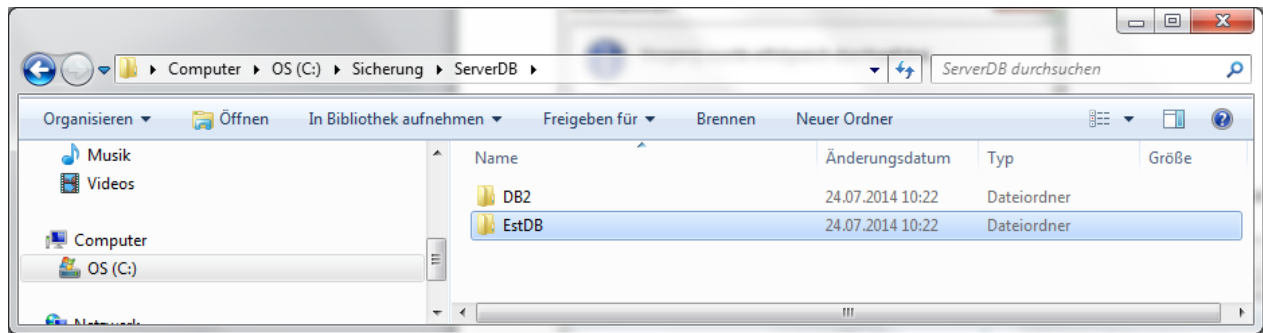 Computer ▸ OS (C:) ▸ Sicherung ▸ ServerDB ▸ ServerDB durchsuchen
Organisieren Öffnen In Bibliothek aufnehmen Freigeben für Brennen Neuer Ordner
Musik
Videos
Computer
OS (C:)
Name Änderungsdatum Typ Größe
DB2 24.07.2014 10:22 Dateiordner
EstDB 24.07.2014 10:22 Dateiordner